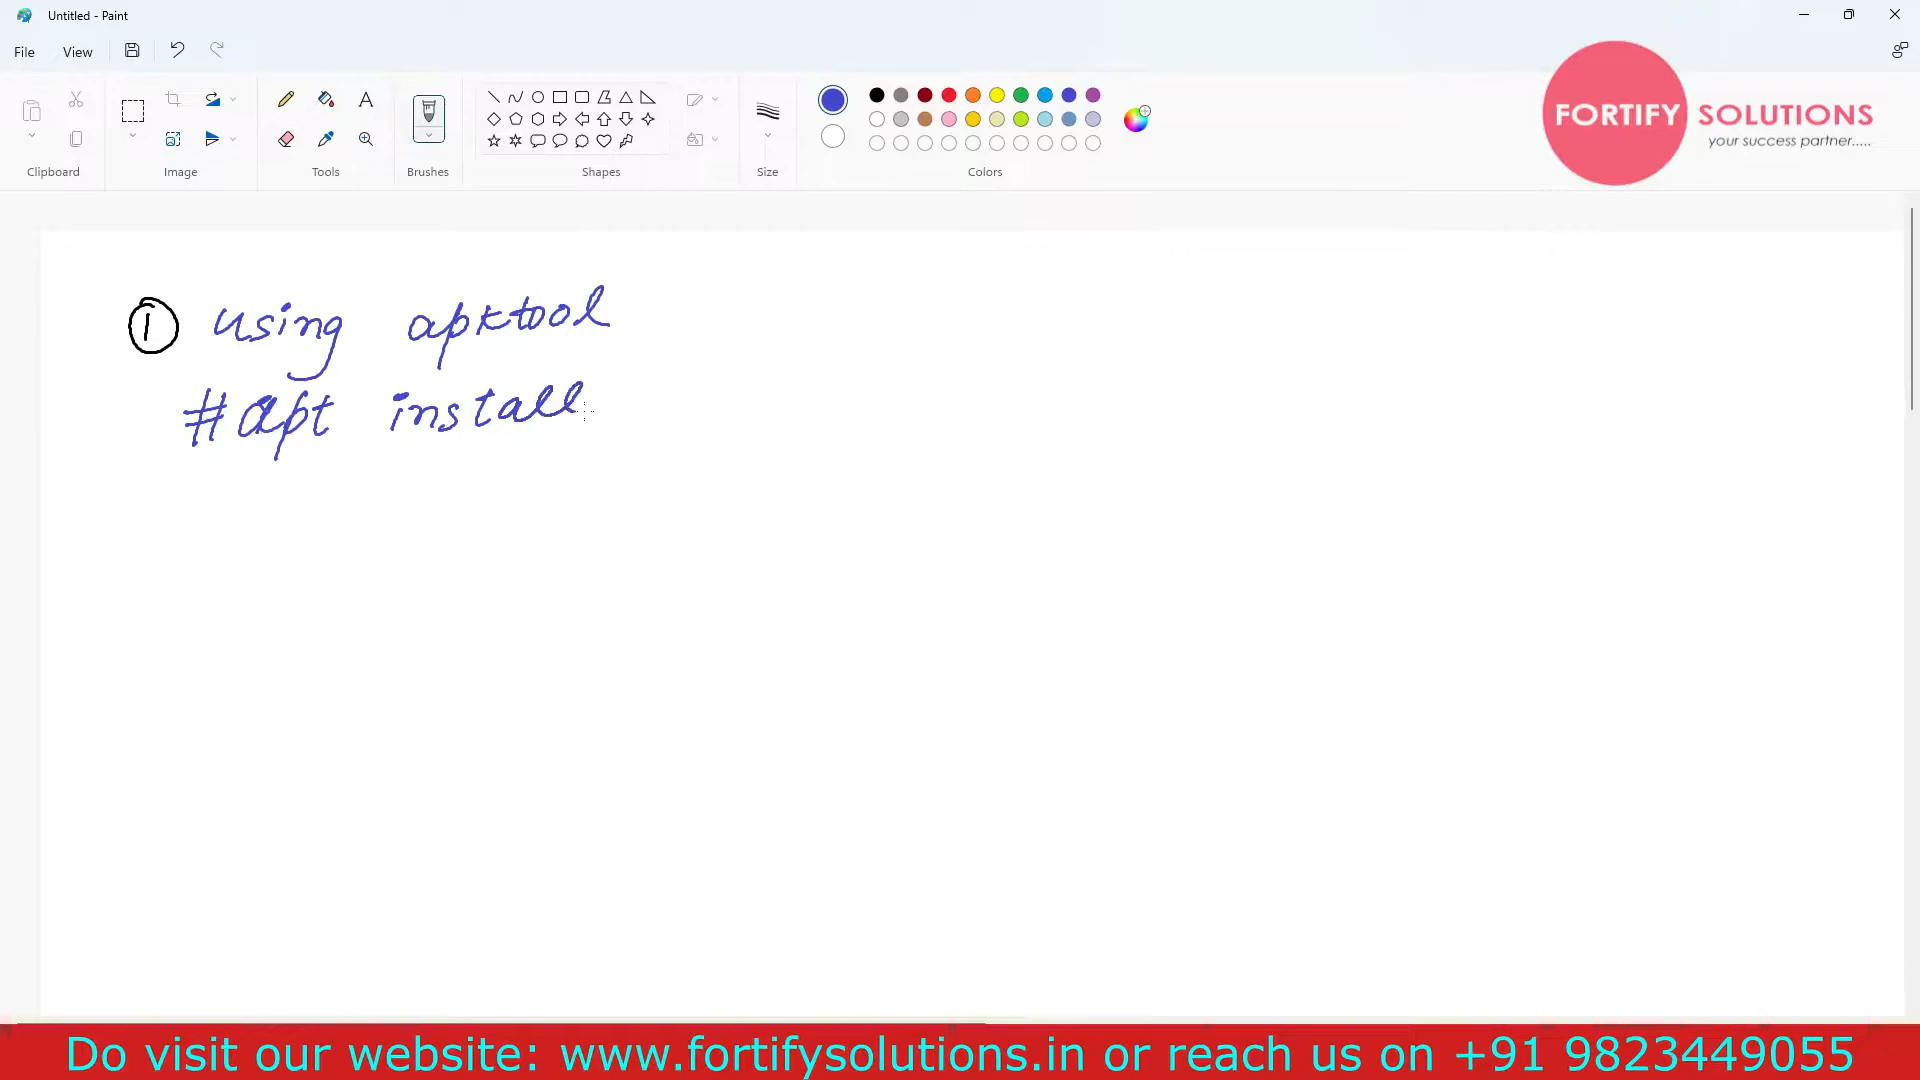 Untitled - Paint
File View
Clipboard Image Tools Brushes Shapes Size Colors
FORTIFY SOLUTIONS
your success partner.....
① using apktool
#apt install
Do visit our website: www.fortifysolutions.in or reach us on +91 9823449055